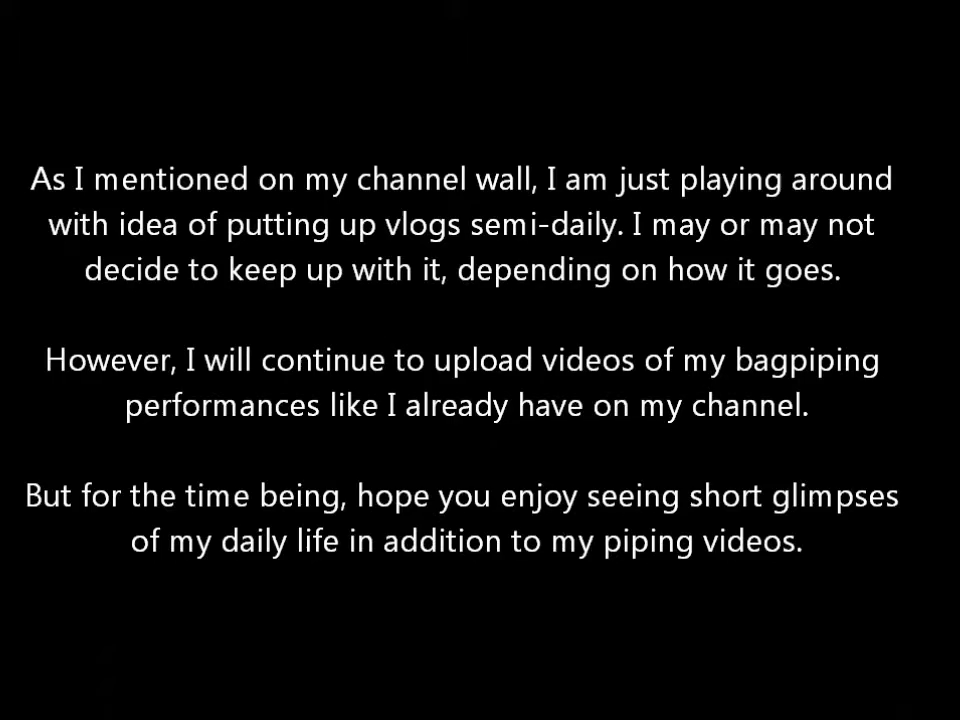 As I mentioned on my channel wall, I am just playing around
with idea of putting up vlogs semi-daily. I may or may not
decide to keep up with it, depending on how it goes.
However, I will continue to upload videos of my bagpiping
performances like I already have on my channel.
But for the time being, hope you enjoy seeing short glimpses
of my daily life in addition to my piping videos.